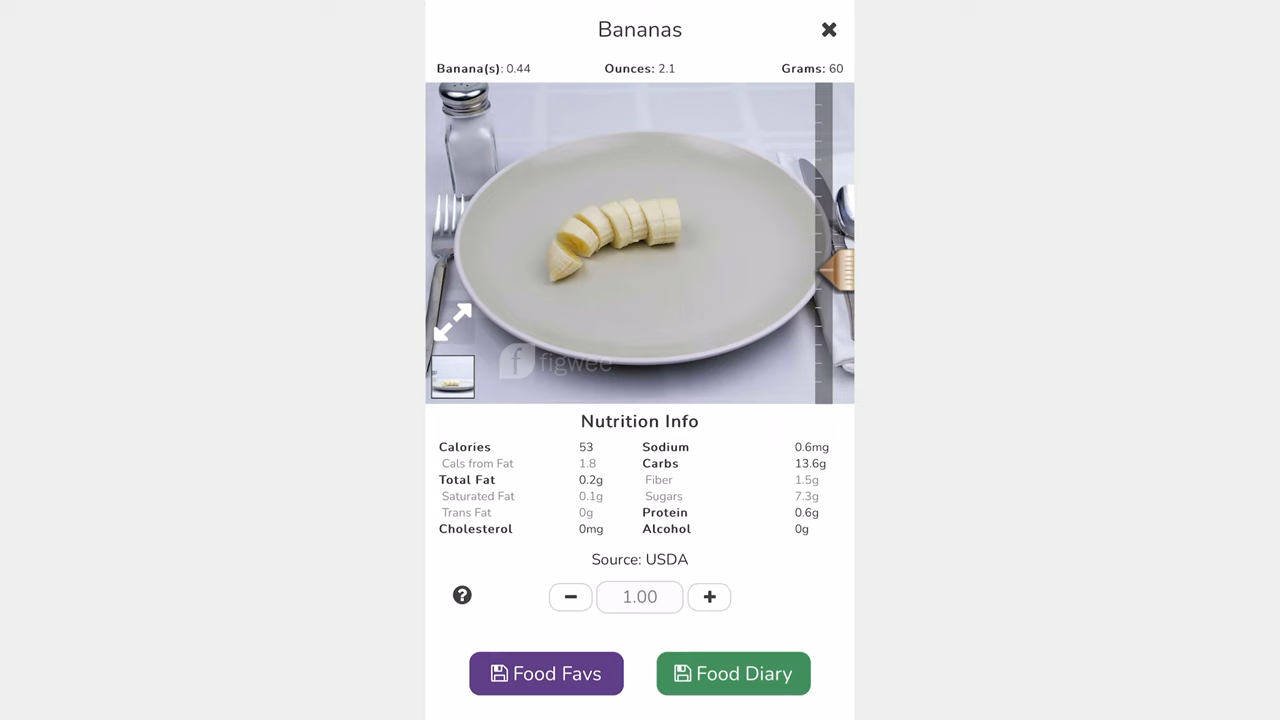 Bananas
Banana(s): 0.44 Ounces: 2.1 Grams: 60
f figwee
Nutrition Info
Calories 53 Sodium 0.6mg
Cals from Fat 1.8 Carbs 13.6g
Total Fat 0.2g Fiber 1.5g
Saturated Fat 0.1g Sugars 7.3g
Trans Fat 0g Protein 0.6g
Cholesterol 0mg Alcohol 0g
Source: USDA
? − 1.00 +
Food Favs Food Diary